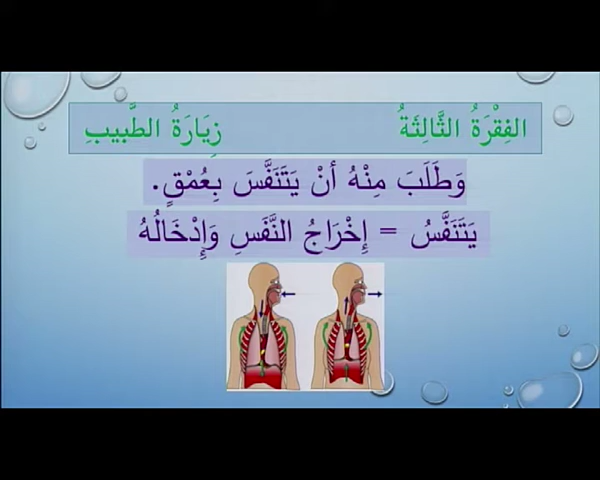 الفِقْرَةُ الثَّالِثَةُ زِيَارَةُ الطَّبِيبِ
وَطَلَبَ مِنْهُ أنْ يَتَنَفَّسَ بِعُمْقٍ.
يَتَنَفَّسُ = إِخْرَاجُ النَّفَسِ وَإِدْخَالُهُ